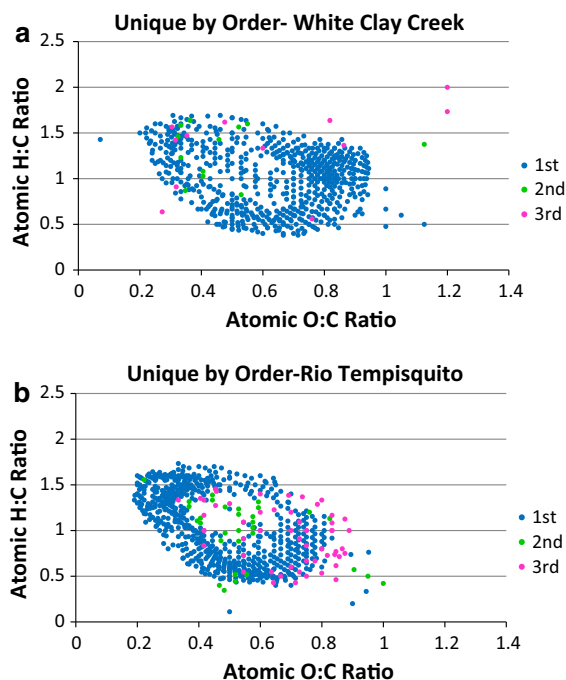 a
Unique by Order- White Clay Creek
2.5
2
1.5
1
0.5
0
Atomic H:C Ratio
0 0.2 0.4 0.6 0.8 1 1.2 1.4
Atomic O:C Ratio
1st
2nd
3rd
b
Unique by Order-Rio Tempisquito
2.5
2
1.5
1
0.5
0
Atomic H:C Ratio
0 0.2 0.4 0.6 0.8 1 1.2 1.4
Atomic O:C Ratio
1st
2nd
3rd